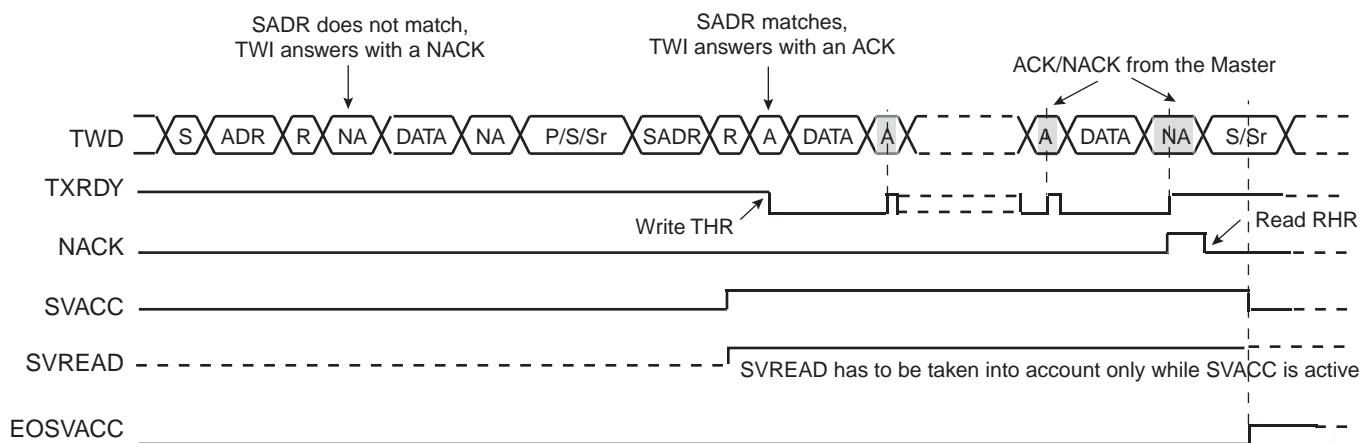 SADR does not match,
TWI answers with a NACK
SADR matches,
TWI answers with an ACK
ACK/NACK from the Master
TWD S ADR R NA DATA NA P/S/Sr SADR R A DATA A A DATA NA S/Sr
TXRDY
Write THR
Read RHR
NACK
SVACC
SVREAD
SVREAD has to be taken into account only while SVACC is active
EOSVACC